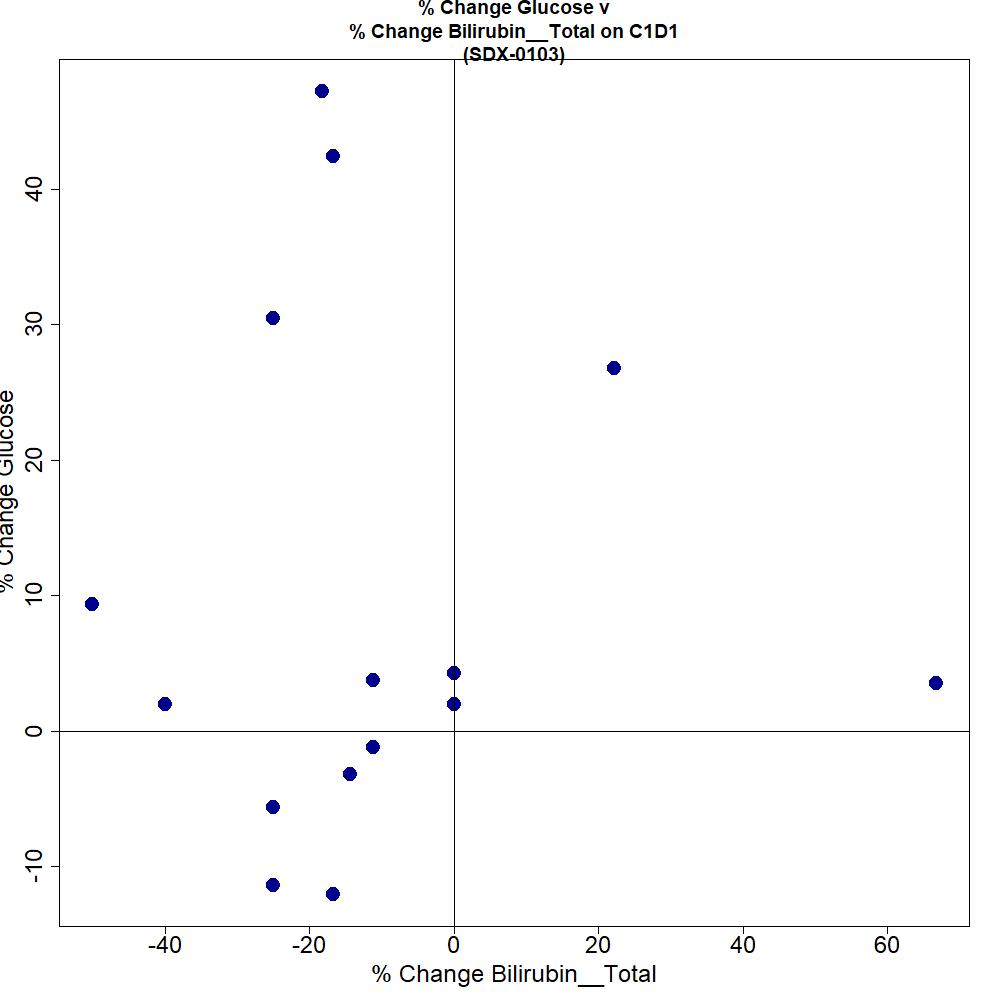 % Change Glucose v
% Change Bilirubin__Total on C1D1
(SDX-0103)
% Change Glucose
40
30
20
10
0
-10
-40
-20
0
20
40
60
% Change Bilirubin__Total